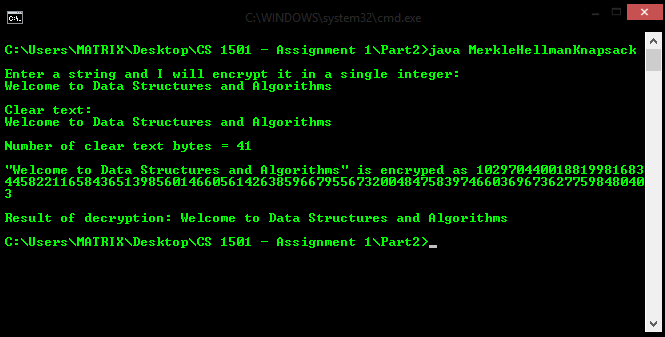 C:\WINDOWS\system32\cmd.exe
C:\Users\MATRIX\Desktop\CS 1501 - Assignment 1\Part2>java MerkleHellmanKnapsack
Enter a string and I will encrypt it in a single integer:
Welcome to Data Structures and Algorithms
Clear text:
Welcome to Data Structures and Algorithms
Number of clear text bytes = 41
"Welcome to Data Structures and Algorithms" is encryped as 102970440018819981683
44582211658436513985601466056142638596679556732004847583974660369673627759848040
3
Result of decryption: Welcome to Data Structures and Algorithms
C:\Users\MATRIX\Desktop\CS 1501 - Assignment 1\Part2>